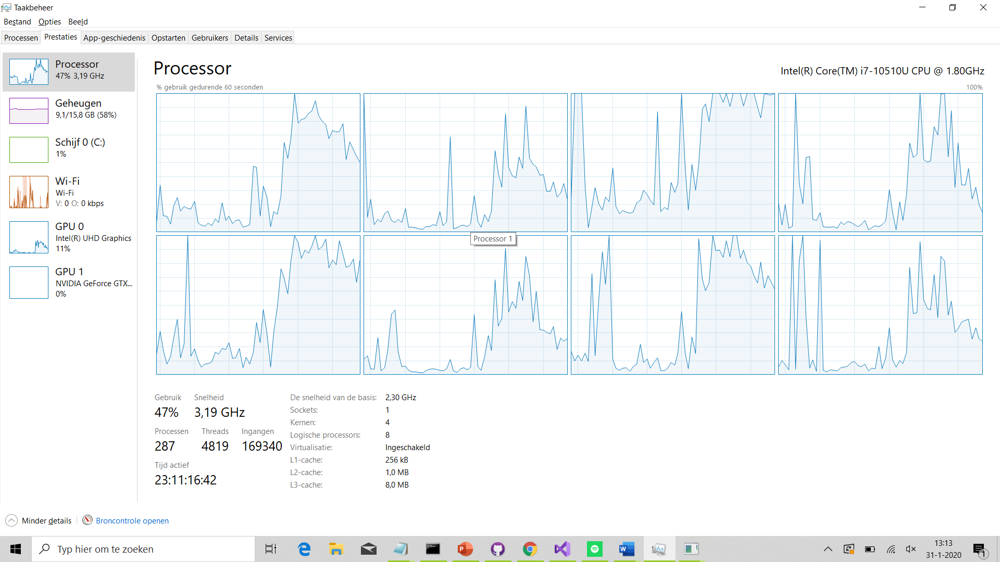 Taakbeheer
Bestand Opties Beeld
Processen Prestaties App-geschiedenis Opstarten Gebruikers Details Services
Processor
47% 3,19 GHz
Geheugen
9,1/15,8 GB (58%)
Schijf 0 (C:)
1%
Wi-Fi
Wi-Fi
V: 0 O: 0 kbps
GPU 0
Intel(R) UHD Graphics
11%
GPU 1
NVIDIA GeForce GTX...
0%
Processor
Intel(R) Core(TM) i7-10510U CPU @ 1.80GHz
% gebruik gedurende 60 seconden
100%
Processor 1
Gebruik Snelheid
47% 3,19 GHz
Processen Threads Ingangen
287 4819 169340
Tijd actief
23:11:16:42
De snelheid van de basis: 2,30 GHz
Sockets: 1
Kernen: 4
Logische processors: 8
Virtualisatie: Ingeschakeld
L1-cache: 256 kB
L2-cache: 1,0 MB
L3-cache: 8,0 MB
Minder details
Broncontrole openen
Typ hier om te zoeken
13:13
31-1-2020
1